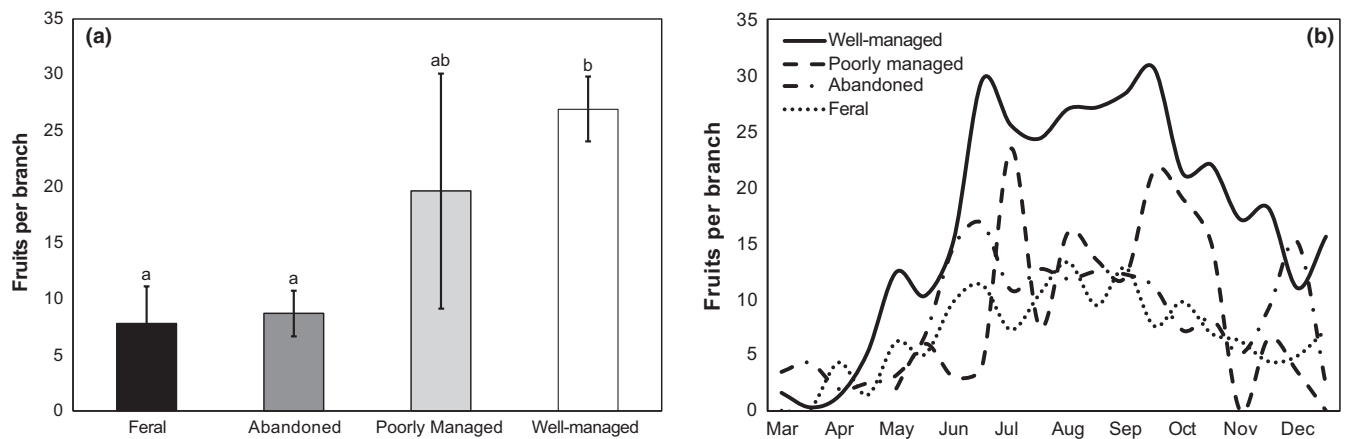 (a)
Fruits per branch
35
30
25
20
15
10
5
0
a
a
ab
b
Feral Abandoned Poorly Managed Well-managed
(b)
Fruits per branch
35
30
25
20
15
10
5
0
Well-managed
Poorly managed
Abandoned
Feral
Mar Apr May Jun Jul Aug Sep Oct Nov Dec